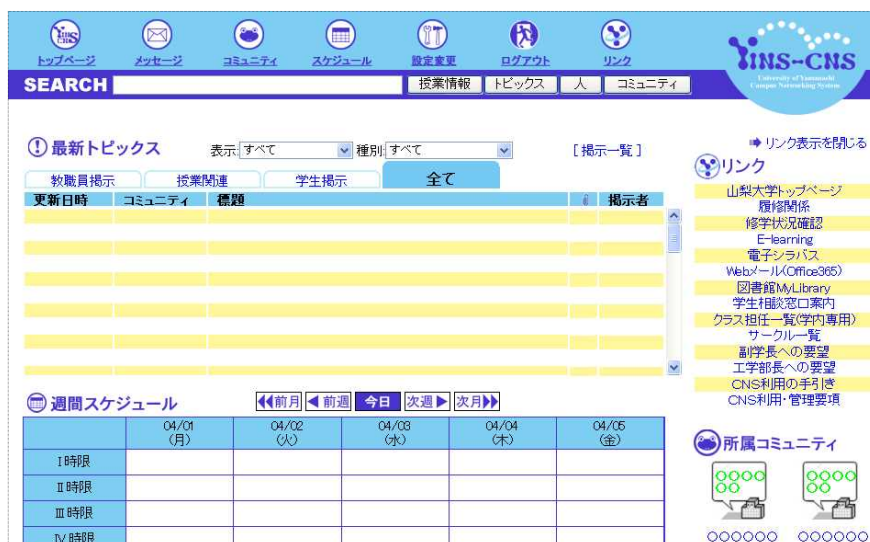 トップページ メッセージ コミュニティ スケジュール 設定変更 ログアウト リンク
YINS-CNS
University of Yamanashi
Campus Networking System
SEARCH 授業情報 トピックス 人 コミュニティ
リンク表示を閉じる
最新トピックス 表示: すべて 種別: すべて [掲示一覧]
教職員掲示 授業関連 学生掲示 全て
更新日時 コミュニティ 標題 掲示者
リンク
山梨大学トップページ
履修関係
修学状況確認
E-learning
電子シラバス
Webメール(Office365)
図書館MyLibrary
学生相談窓口案内
クラス担任一覧(学内専用)
サークル一覧
副学長への要望
工学部長への要望
CNS利用の手引き
CNS利用・管理要項
週間スケジュール 前月 前週 今日 次週 次月
04/01 04/02 04/03 04/04 04/05
(月) (火) (水) (木) (金)
I時限
II時限
III時限
IV時限
所属コミュニティ
○○○○ ○○○○
○○ ○○
○○○○○○ ○○○○○○